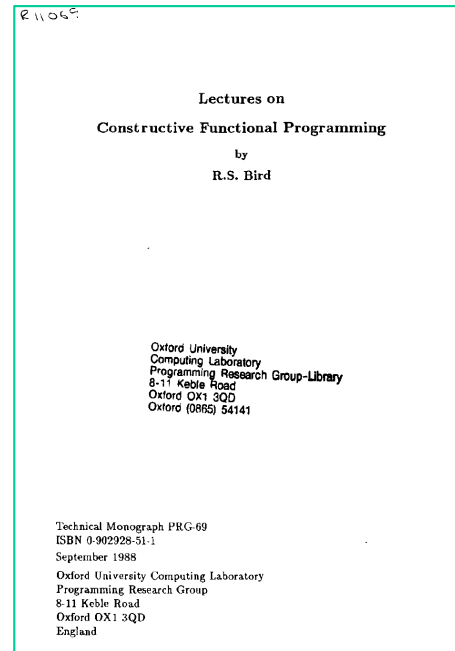 R11069
Lectures on
Constructive Functional Programming
by
R.S. Bird
Oxford University
Computing Laboratory
Programming Research Group-Library
8-11 Keble Road
Oxford OX1 3QD
Oxford (0865) 54141
Technical Monograph PRG-69
ISBN 0-902928-51-1
September 1988
Oxford University Computing Laboratory
Programming Research Group
8-11 Keble Road
Oxford OX1 3QD
England